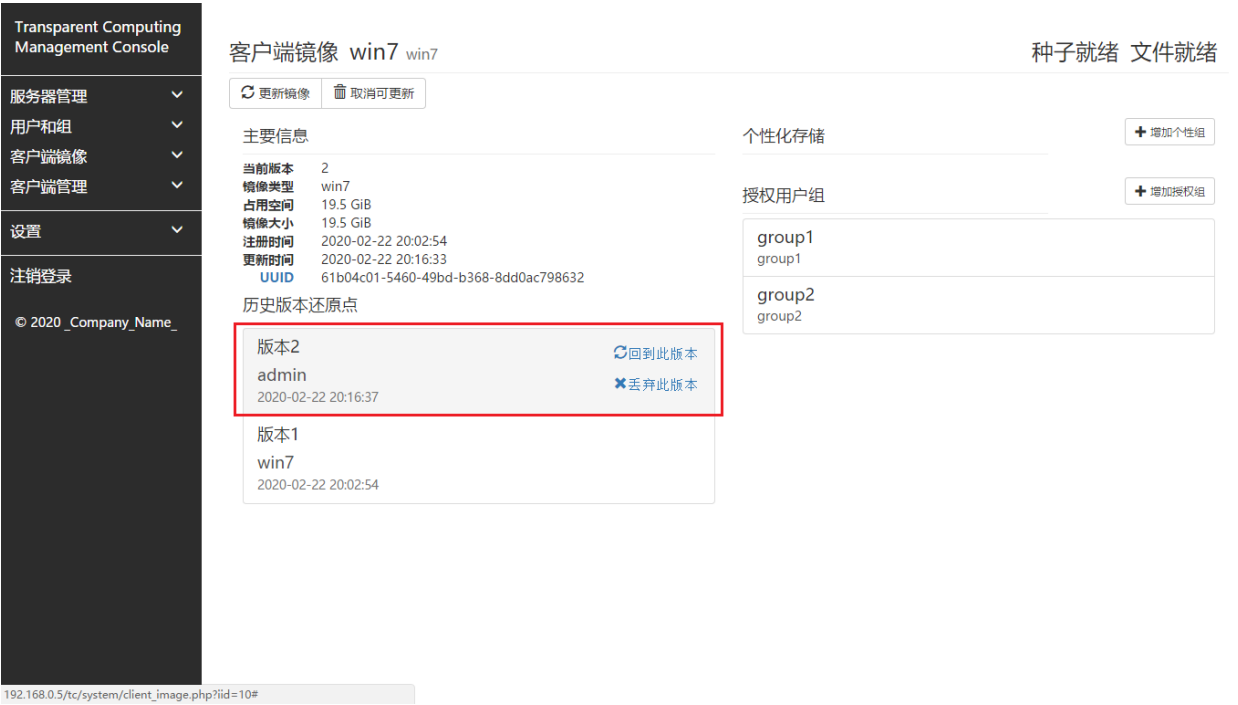 Transparent Computing
Management Console
服务器管理
用户和组
客户端镜像
客户端管理
设置
注销登录
© 2020 _Company_Name_
客户端镜像 win7 win7
种子就绪 文件就绪
更新镜像 取消可更新
主要信息
当前版本 2
镜像类型 win7
占用空间 19.5 GiB
镜像大小 19.5 GiB
注册时间 2020-02-22 20:02:54
更新时间 2020-02-22 20:16:33
UUID 61b04c01-5460-49bd-b368-8dd0ac798632
历史版本还原点
版本2
回到此版本
admin
丢弃此版本
2020-02-22 20:16:37
版本1
win7
2020-02-22 20:02:54
个性化存储
增加个性组
授权用户组
增加授权组
group1
group1
group2
group2
192.168.0.5/tc/system/client_image.php?iid=10#